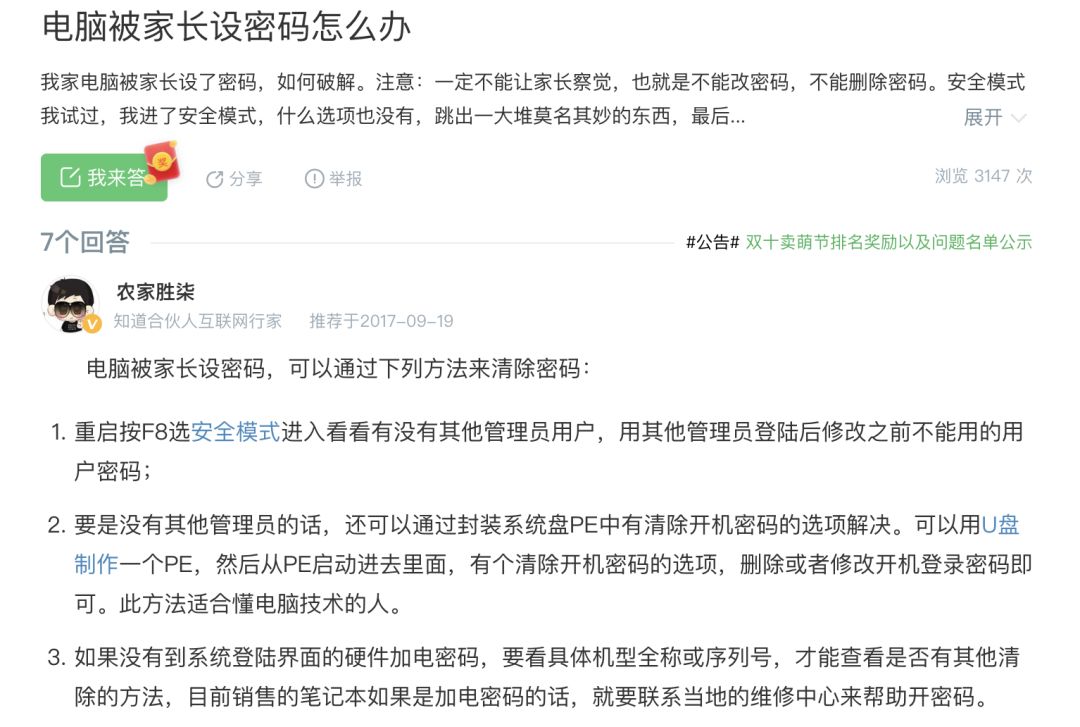 电脑被家长设密码怎么办
我家电脑被家长设了密码，如何破解。注意：一定不能让家长察觉，也就是不能改密码，不能删除密码。安全模式
我试过，我进了安全模式，什么选项也没有，跳出一大堆莫名其妙的东西，最后...
展开
我来答
奖
分享
举报
浏览 3147 次
7个回答
#公告# 双十卖萌节排名奖励以及问题名单公示
农家胜柒
知道合伙人互联网行家 推荐于2017-09-19
电脑被家长设密码，可以通过下列方法来清除密码：
1. 重启按F8选安全模式进入看看有没有其他管理员用户，用其他管理员登陆后修改之前不能用的用
户密码；
2. 要是没有其他管理员的话，还可以通过封装系统盘PE中有清除开机密码的选项解决。可以用U盘
制作一个PE，然后从PE启动进去里面，有个清除开机密码的选项，删除或者修改开机登录密码即
可。此方法适合懂电脑技术的人。
3. 如果没有到系统登陆界面的硬件加电密码，要看具体机型全称或序列号，才能查看是否有其他清
除的方法，目前销售的笔记本如果是加电密码的话，就要联系当地的维修中心来帮助开密码。